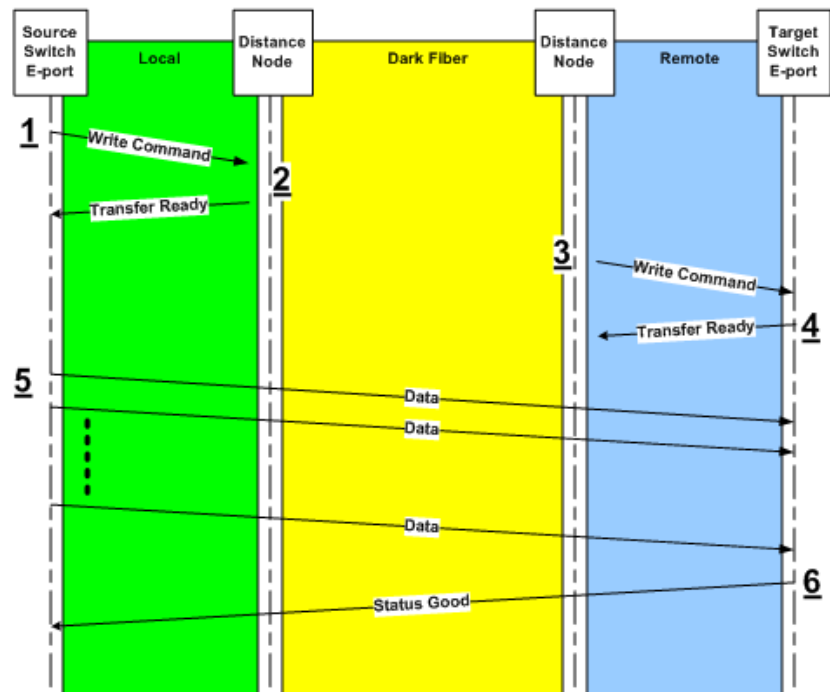 Source
Switch
E-port
Local
Distance
Node
Dark Fiber
Distance
Node
Remote
Target
Switch
E-port
1
Write Command
2
Transfer Ready
3
Write Command
4
Transfer Ready
5
Data
Data
Data
6
Status Good